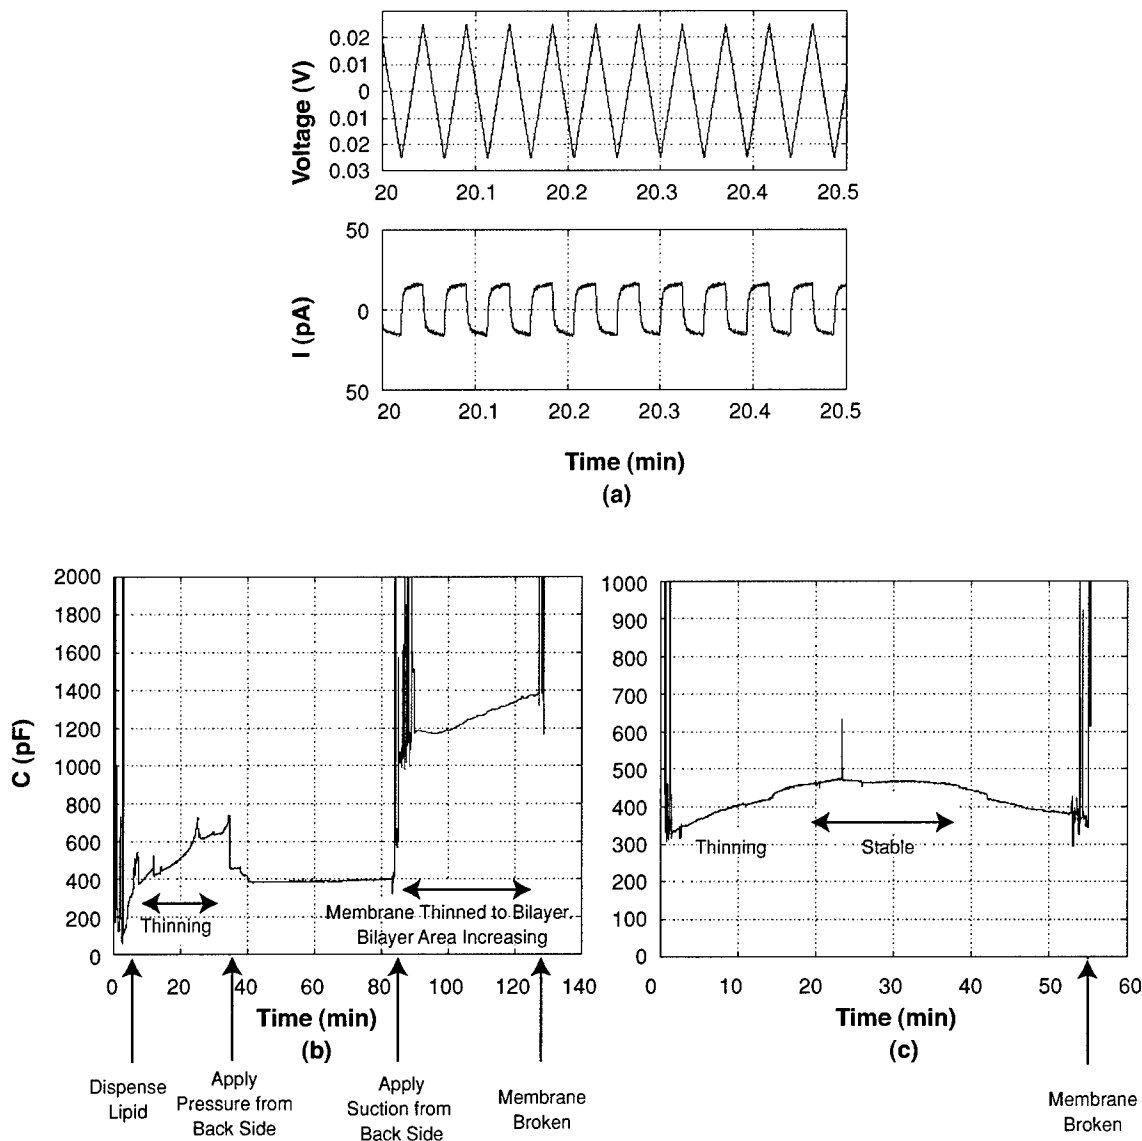 Voltage (V)
0.02
0.01
0
0.01
0.02
0.03
20 20.1 20.2 20.3 20.4 20.5
I (pA)
50
0
50
20 20.1 20.2 20.3 20.4 20.5
Time (min)
(a)
C (pF)
2000
1800
1600
1400
1200
1000
800
600
400
200
0
Thinning
Membrane Thinned to Bilayer.
Bilayer Area Increasing
0 20 40 60 80 100 120 140
Time (min)
(b)
Dispense
Lipid
Apply
Pressure from
Back Side
Apply
Suction from
Back Side
Membrane
Broken
1000
900
800
700
600
500
400
300
200
100
0
Thinning
Stable
0 10 20 30 40 50 60
Time (min)
(c)
Membrane
Broken